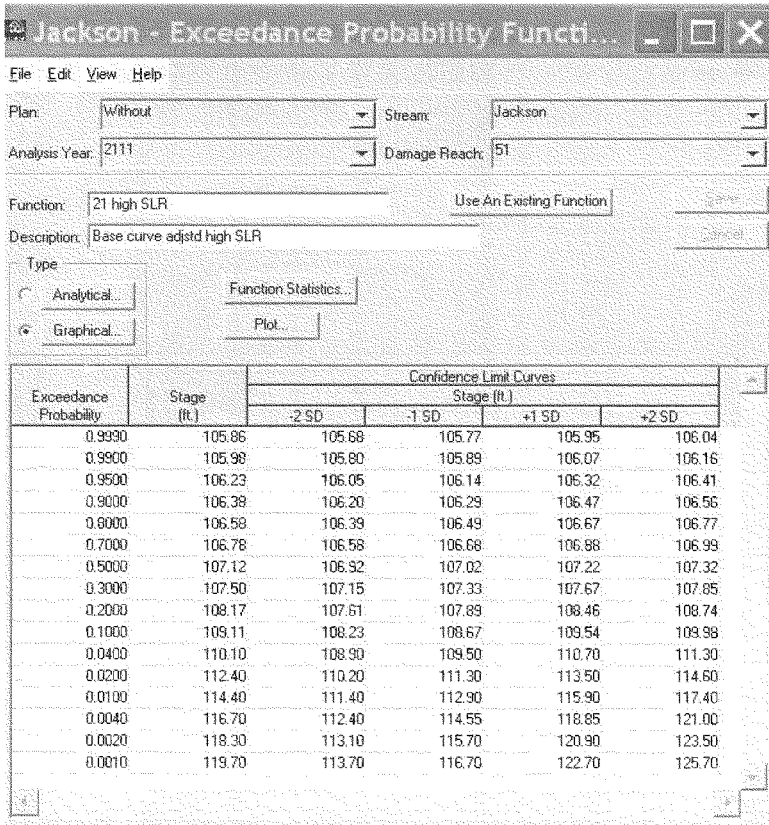 Jackson - Exceedance Probability Functi...
File Edit View Help
Plan: Without Stream: Jackson
Analysis Year: 2111 Damage Reach: 51
Function: 21 high SLR Use An Existing Function Save
Description: Base curve adjstd high SLR Cancel
Type
Analytical... Function Statistics...
Graphical... Plot...
Confidence Limit Curves
Exceedance Stage Stage (ft.)
Probability (ft.) -2 SD -1 SD +1 SD +2 SD
0.9990 105.86 105.68 105.77 105.95 106.04
0.9900 105.98 105.80 105.89 106.07 106.16
0.9500 106.23 106.05 106.14 106.32 106.41
0.9000 106.38 106.20 106.29 106.47 106.56
0.8000 106.58 106.39 106.49 106.67 106.77
0.7000 106.78 106.58 106.68 106.88 106.99
0.5000 107.12 106.92 107.02 107.22 107.32
0.3000 107.50 107.15 107.33 107.67 107.85
0.2000 108.17 107.61 107.89 108.46 108.74
0.1000 109.11 108.23 108.67 109.54 109.98
0.0400 110.10 108.90 109.50 110.70 111.30
0.0200 112.40 110.20 111.30 113.50 114.60
0.0100 114.40 111.40 112.90 115.90 117.40
0.0040 116.70 112.40 114.55 118.85 121.00
0.0020 118.30 113.10 115.70 120.90 123.50
0.0010 119.70 113.70 116.70 122.70 125.70